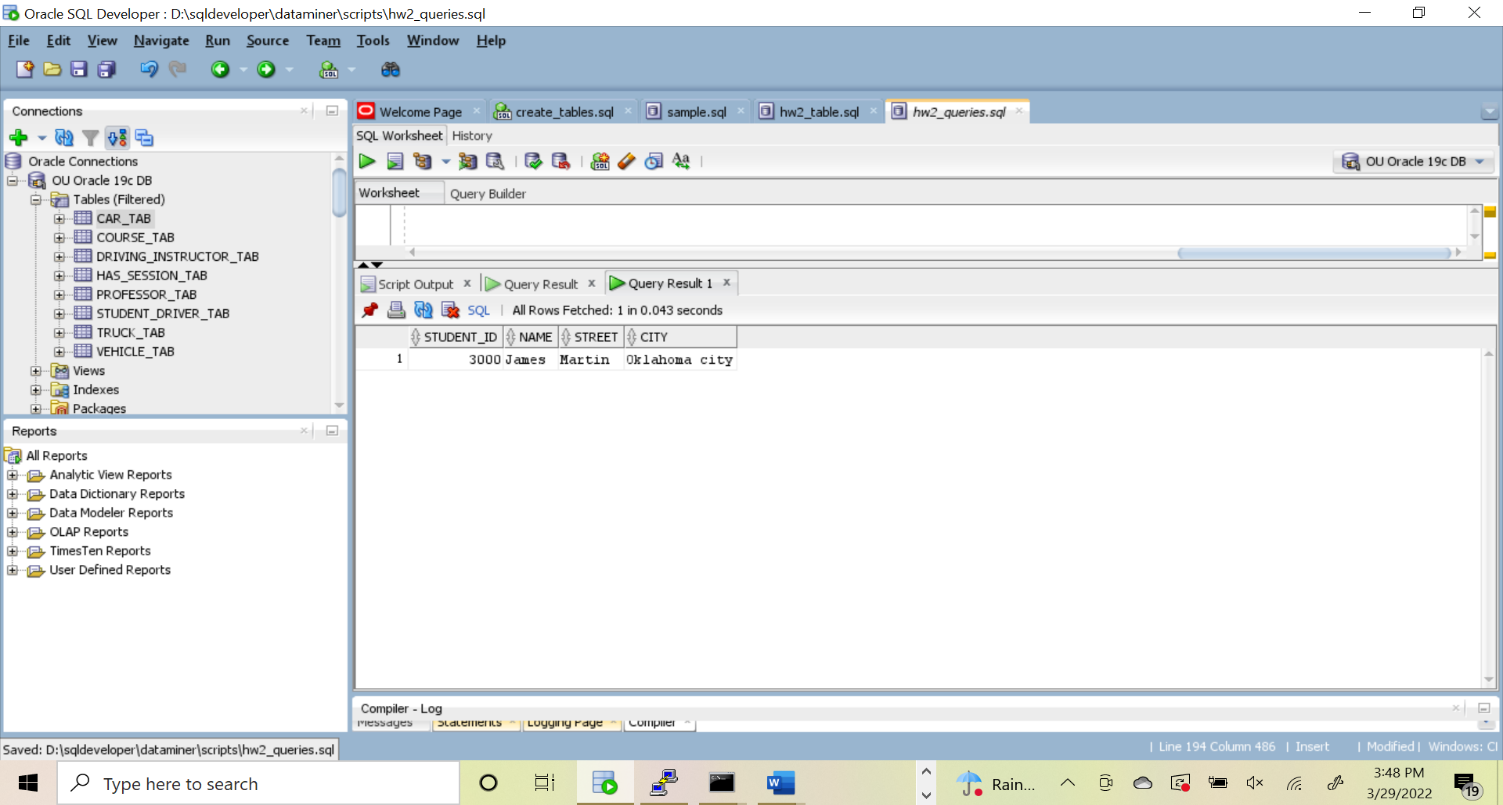 Oracle SQL Developer : D:\sqldeveloper\dataminer\scripts\hw2_queries.sql
File Edit View Navigate Run Source Team Tools Window Help
Connections
Oracle Connections
OU Oracle 19c DB
Tables (Filtered)
CAR_TAB
COURSE_TAB
DRIVING_INSTRUCTOR_TAB
HAS_SESSION_TAB
PROFESSOR_TAB
STUDENT_DRIVER_TAB
TRUCK_TAB
VEHICLE_TAB
Views
Indexes
Packages
Reports
All Reports
Analytic View Reports
Data Dictionary Reports
Data Modeler Reports
OLAP Reports
TimesTen Reports
User Defined Reports
Welcome Page create_tables.sql sample.sql hw2_table.sql hw2_queries.sql
SQL Worksheet History
OU Oracle 19c DB
Worksheet Query Builder
Script Output Query Result Query Result 1
SQL | All Rows Fetched: 1 in 0.043 seconds
STUDENT_ID NAME STREET CITY
1 3000 James Martin Oklahoma city
Compiler - Log
Messages Statements Logging Page Compiler
Saved: D:\sqldeveloper\dataminer\scripts\hw2_queries.sql
| Line 194 Column 486 | Insert | Modified | Windows: Cl
Type here to search
Rain...
3:48 PM
3/29/2022
19